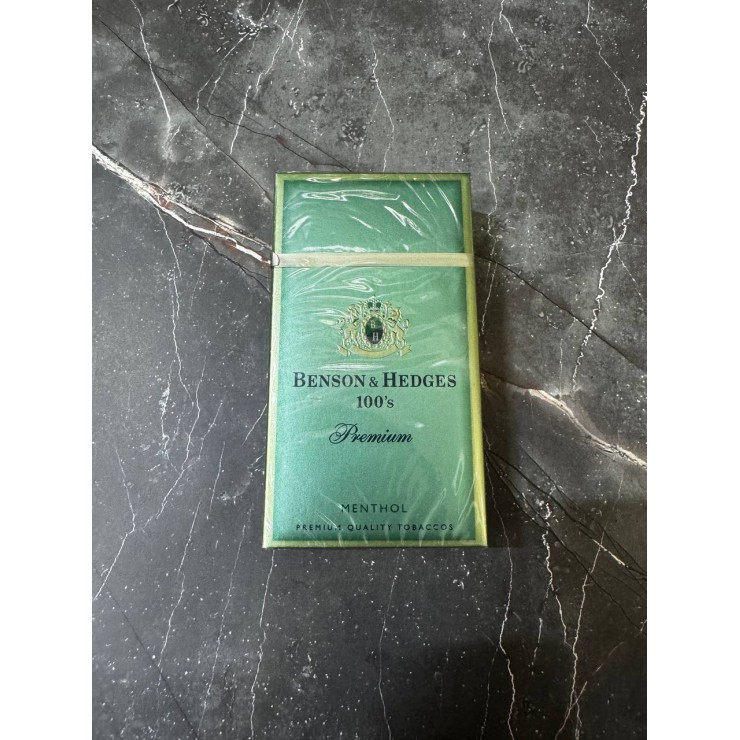 BENSON & HEDGES
100's
Premium
MENTHOL
PREMIUM QUALITY TOBACCOS